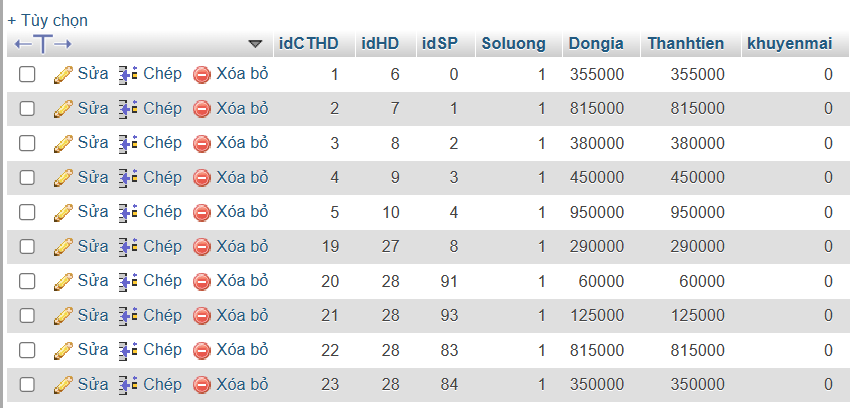 + Tùy chọn
←T→ idCTHD idHD idSP Soluong Dongia Thanhtien khuyenmai
Sửa Chép Xóa bỏ 1 6 0 1 355000 355000 0
Sửa Chép Xóa bỏ 2 7 1 1 815000 815000 0
Sửa Chép Xóa bỏ 3 8 2 1 380000 380000 0
Sửa Chép Xóa bỏ 4 9 3 1 450000 450000 0
Sửa Chép Xóa bỏ 5 10 4 1 950000 950000 0
Sửa Chép Xóa bỏ 19 27 8 1 290000 290000 0
Sửa Chép Xóa bỏ 20 28 91 1 60000 60000 0
Sửa Chép Xóa bỏ 21 28 93 1 125000 125000 0
Sửa Chép Xóa bỏ 22 28 83 1 815000 815000 0
Sửa Chép Xóa bỏ 23 28 84 1 350000 350000 0